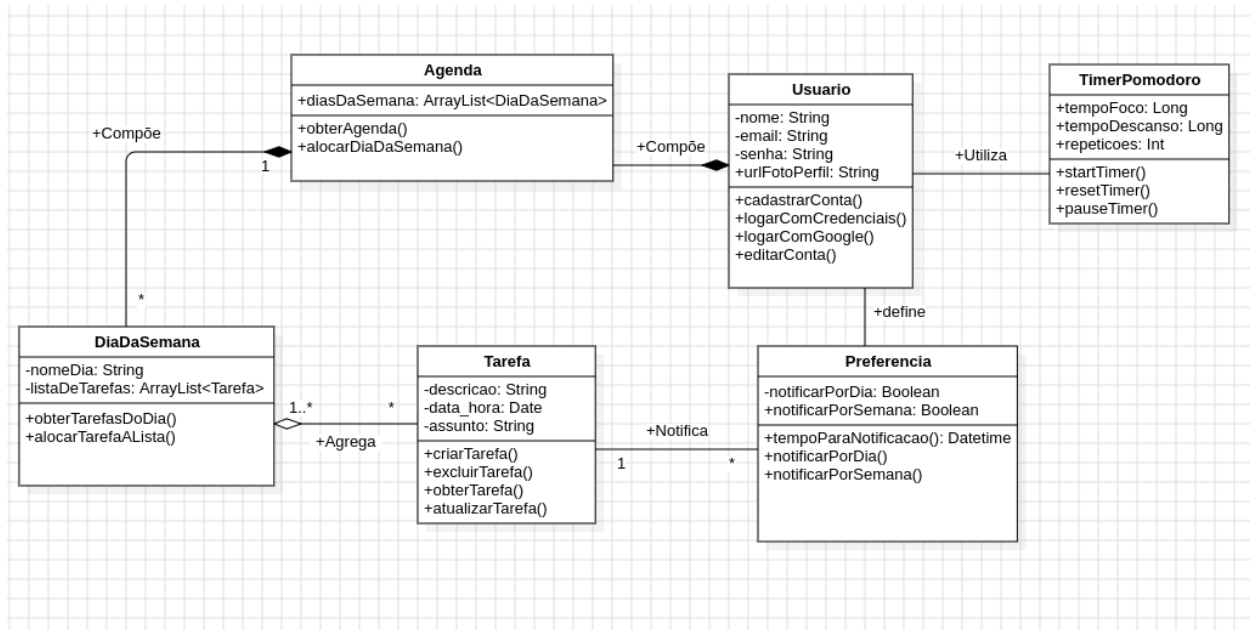 Agenda
+diasDaSemana: ArrayList<DiaDaSemana>
+obterAgenda()
+alocarDiaDaSemana()
+Compõe
1
*
+Compõe
Usuario
-nome: String
-email: String
-senha: String
+urlFotoPerfil: String
+cadastrarConta()
+logarComCredenciais()
+logarComGoogle()
+editarConta()
+Utiliza
TimerPomodoro
+tempoFoco: Long
+tempoDescanso: Long
+repeticoes: Int
+startTimer()
+resetTimer()
+pauseTimer()
+define
DiaDaSemana
-nomeDia: String
-listaDeTarefas: ArrayList<Tarefa>
+obterTarefasDoDia()
+alocarTarefaALista()
1..*
*
+Agrega
Tarefa
-descricao: String
-data_hora: Date
-assunto: String
+criarTarefa()
+excluirTarefa()
+obterTarefa()
+atualizarTarefa()
+Notifica
1
*
Preferencia
-notificarPorDia: Boolean
+notificarPorSemana: Boolean
+tempoParaNotificacao(): Datetime
+notificarPorDia()
+notificarPorSemana()